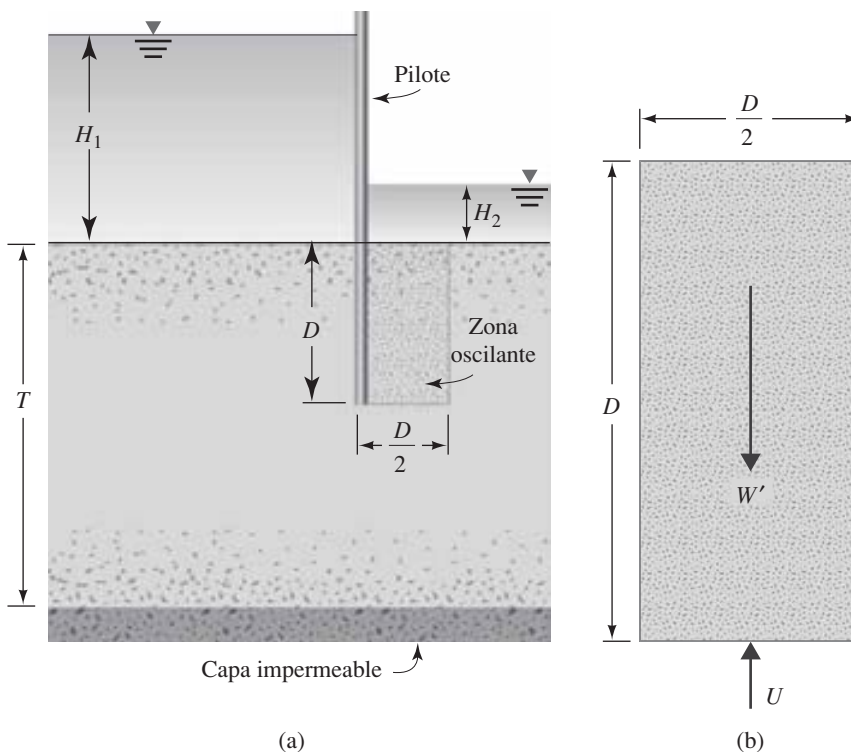 Pilote
H1
H2
D
Zona
oscilante
T
D
2
Capa impermeable
(a)
D
2
D
W′
U
(b)